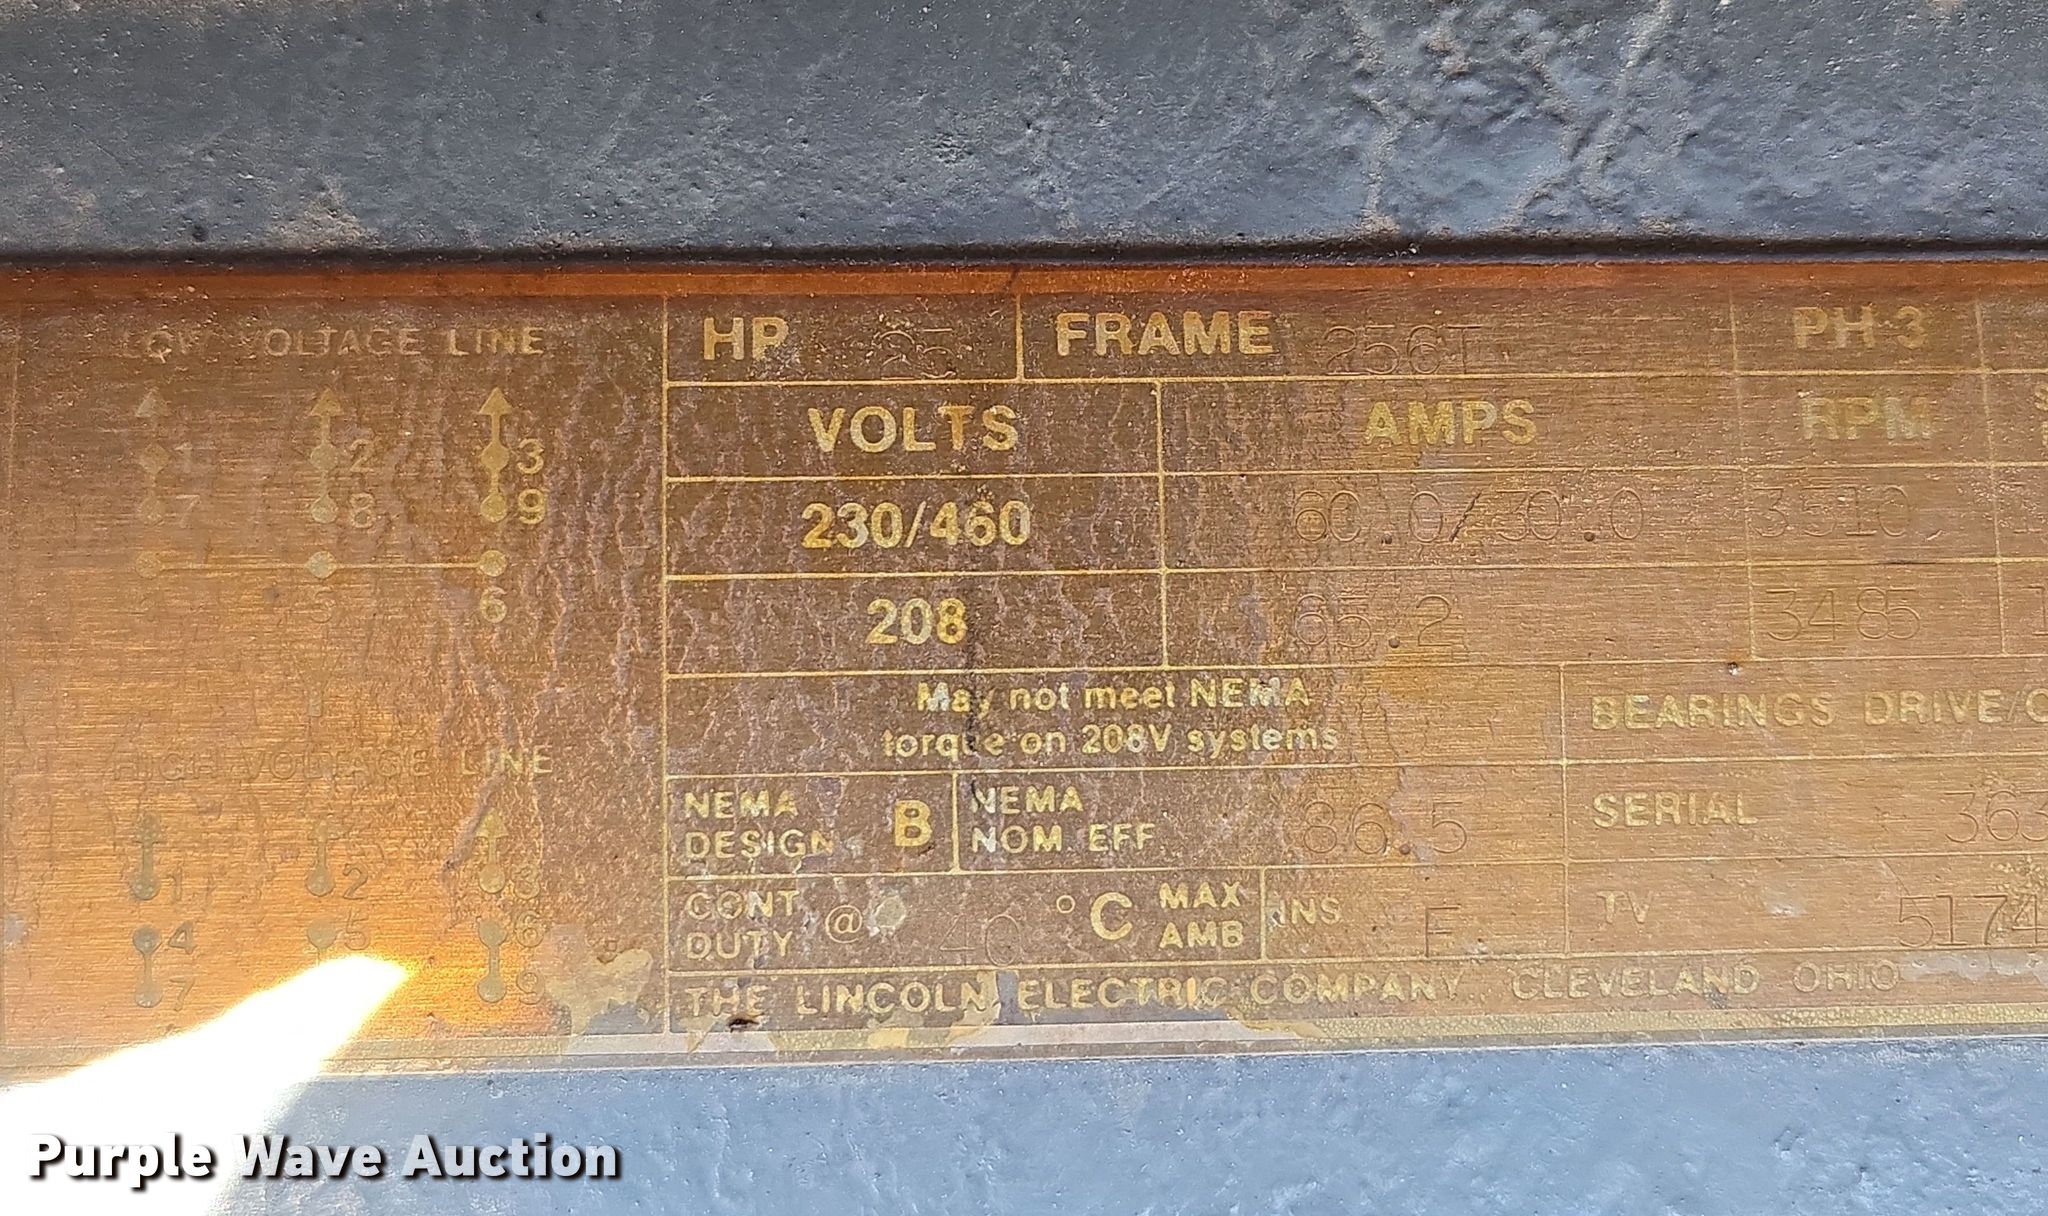 LOW VOLTAGE LINE
1 2 3
7 8 9
5 6
HIGH VOLTAGE LINE
1 2 3
4 5 6
7 9
HP 25 FRAME 256T PH 3
VOLTS AMPS RPM
230/460 60.0/30.0 3510
208 65.2 3485
May not meet NEMA
torque on 208V systems
BEARINGS DRIVE/
NEMA DESIGN B NEMA NOM. EFF. 86.5 SERIAL 363
CONT. DUTY @ 40 °C MAX AMB INS F TV 5174
THE LINCOLN ELECTRIC COMPANY, CLEVELAND OHIO
Purple Wave Auction